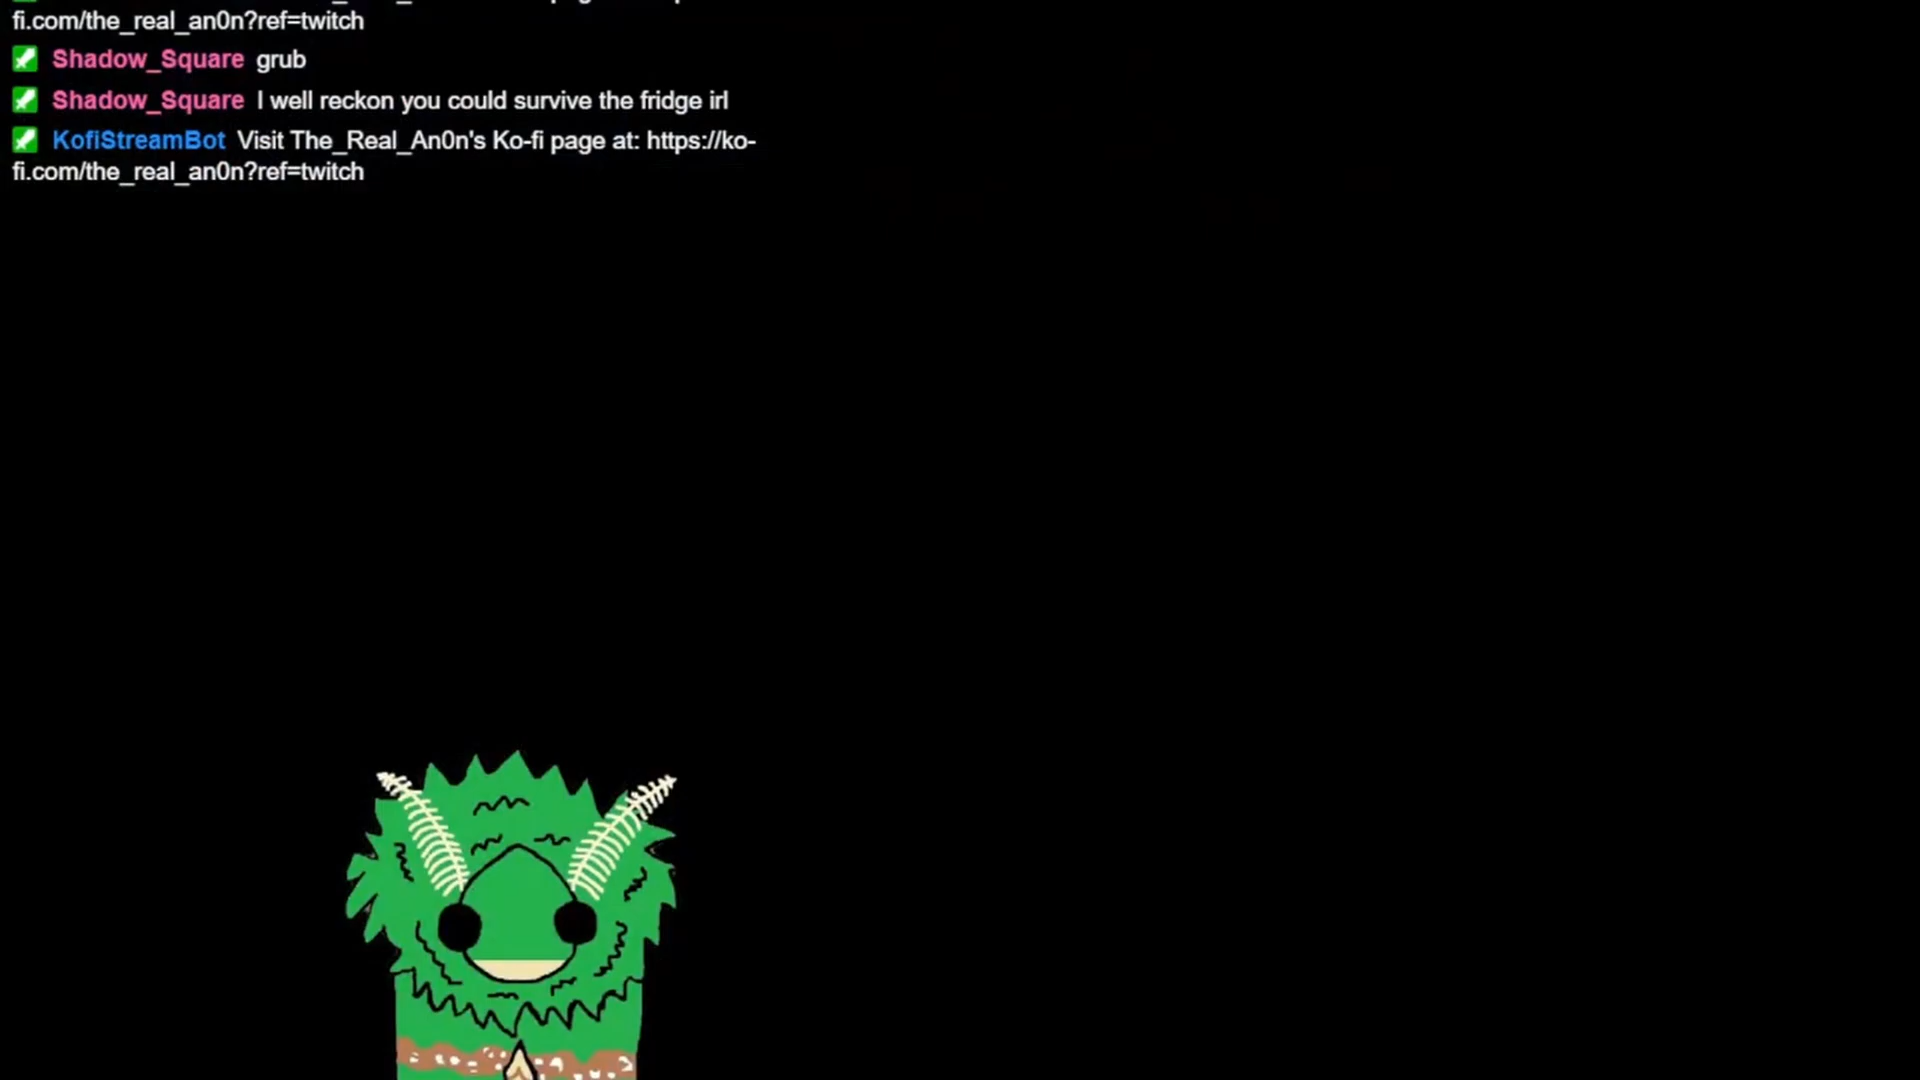 fi.com/the_real_an0n?ref=twitch
Shadow_Square grub
Shadow_Square I well reckon you could survive the fridge irl
KofiStreamBot Visit The_Real_An0n's Ko-fi page at: https://ko-
fi.com/the_real_an0n?ref=twitch